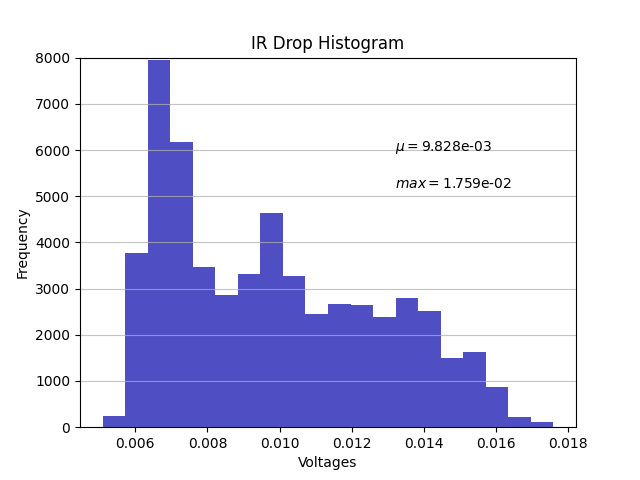 IR Drop Histogram
8000
7000
6000
5000
4000
3000
2000
1000
0
Frequency
μ = 9.828e-03
max = 1.759e-02
0.006 0.008 0.010 0.012 0.014 0.016 0.018
Voltages